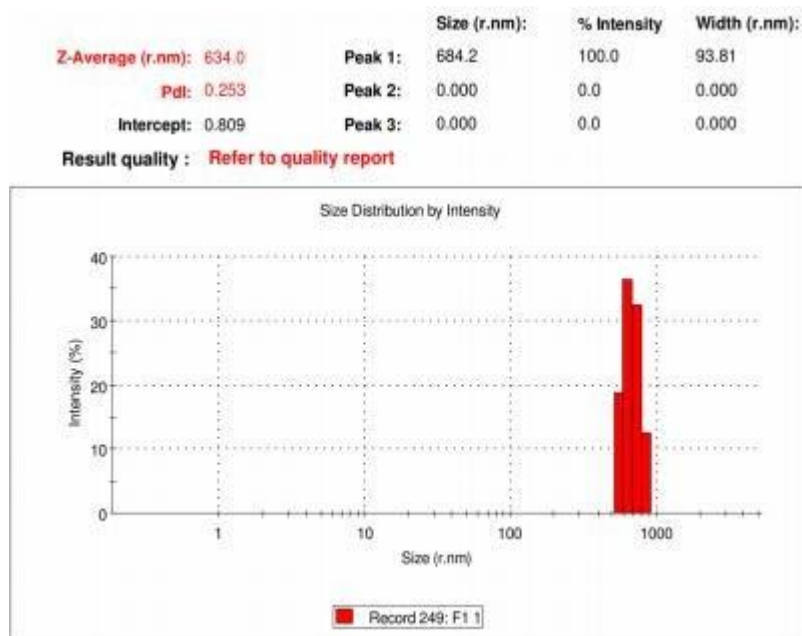 Size (r.nm): % Intensity Width (r.nm):
Z-Average (r.nm): 634.0 Peak 1: 684.2 100.0 93.81
PdI: 0.253 Peak 2: 0.000 0.0 0.000
Intercept: 0.809 Peak 3: 0.000 0.0 0.000
Result quality : Refer to quality report
Size Distribution by Intensity
40
30
20
10
0
Intensity (%)
1 10 100 1000
Size (r.nm)
Record 249: F1 1